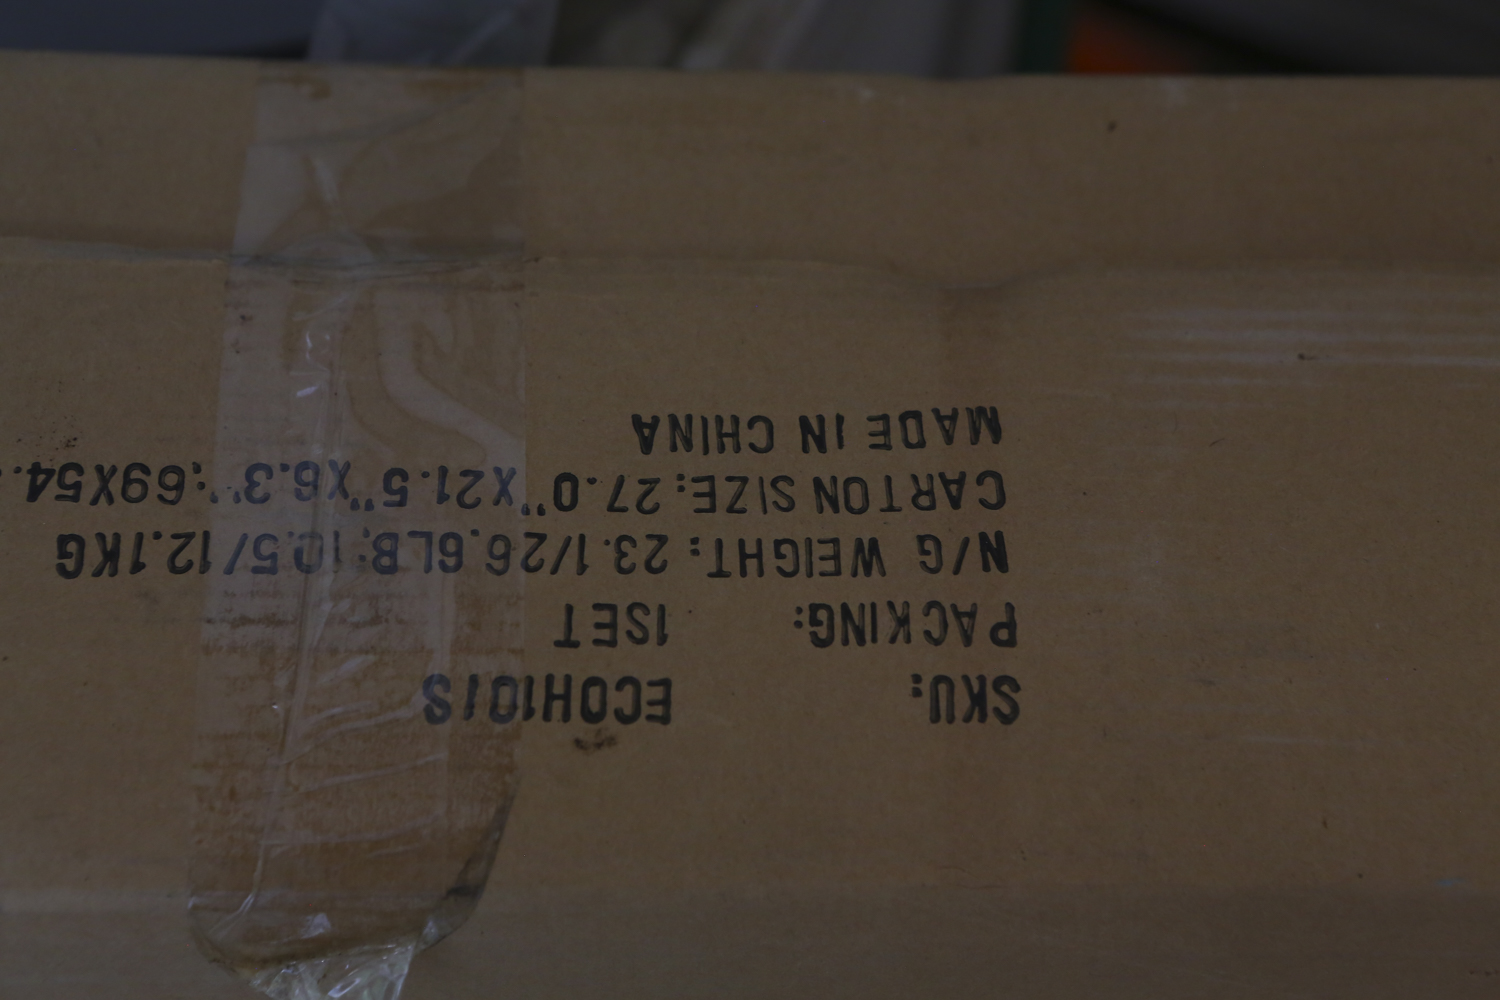 SKU: ECOH101S
PACKING: 1SET
N/G WEIGHT: 23.1/26.6LB; 10.5/12.1KG
CARTON SIZE: 27.0"X21.5"X6.3"; 69X54.
MADE IN CHINA